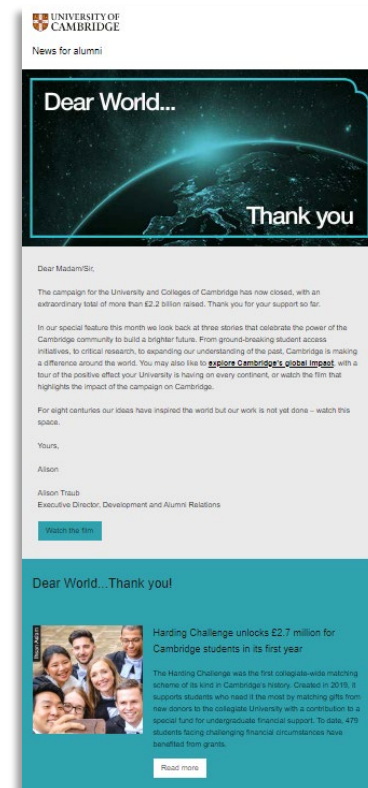 UNIVERSITY OF
CAMBRIDGE
News for alumni
Dear World...
Thank you
Dear Madam/Sir,
The campaign for the University and Colleges of Cambridge has now closed, with an
extraordinary total of more than £2.2 billion raised. Thank you for your support so far.
In our special feature this month we look back at three stories that celebrate the power of the
Cambridge community to build a brighter future. From ground-breaking student access
initiatives, to critical research, to expanding our understanding of the past, Cambridge is making
a difference around the world. You may also like to explore Cambridge's global impact, with a
tour of the positive effect your University is having on every continent, or watch the film that
highlights the impact of the campaign on Cambridge.
For eight centuries our ideas have inspired the world but our work is not yet done – watch this
space.
Yours,
Alison
Alison Traub
Executive Director, Development and Alumni Relations
Watch the film
Dear World...Thank you!
Harding Challenge unlocks £2.7 million for
Cambridge students in its first year
The Harding Challenge was the first collegiate-wide matching
scheme of its kind in Cambridge's history. Created in 2019, it
supports students who need it the most by matching gifts from
new donors to the collegiate University with a contribution to a
special fund for undergraduate financial support. To date, 479
students facing challenging financial circumstances have
benefited from grants.
Read more